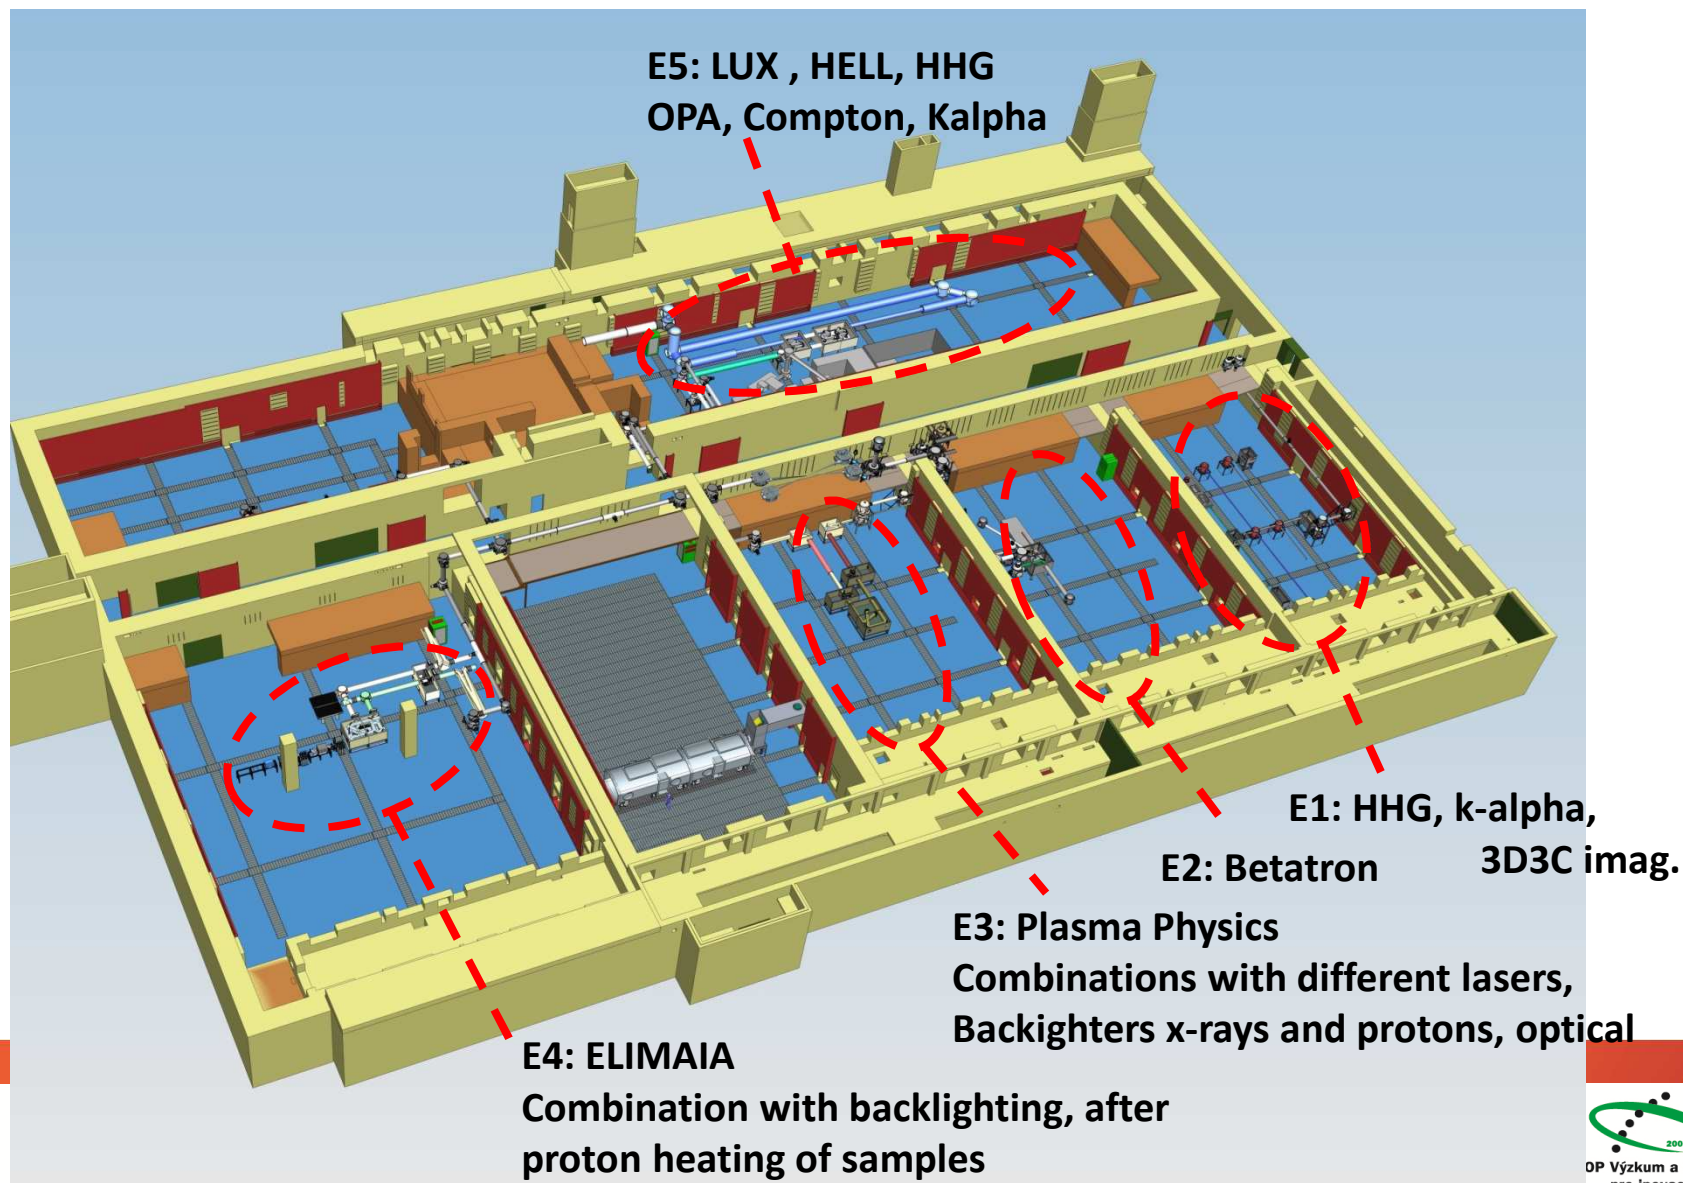 E5: LUX , HELL, HHG
OPA, Compton, Kalpha
E1: HHG, k-alpha,
3D3C imag.
E2: Betatron
E3: Plasma Physics
Combinations with different lasers,
Backighters x-rays and protons, optical
E4: ELIMAIA
Combination with backlighting, after
proton heating of samples
200
OP Výzkum a